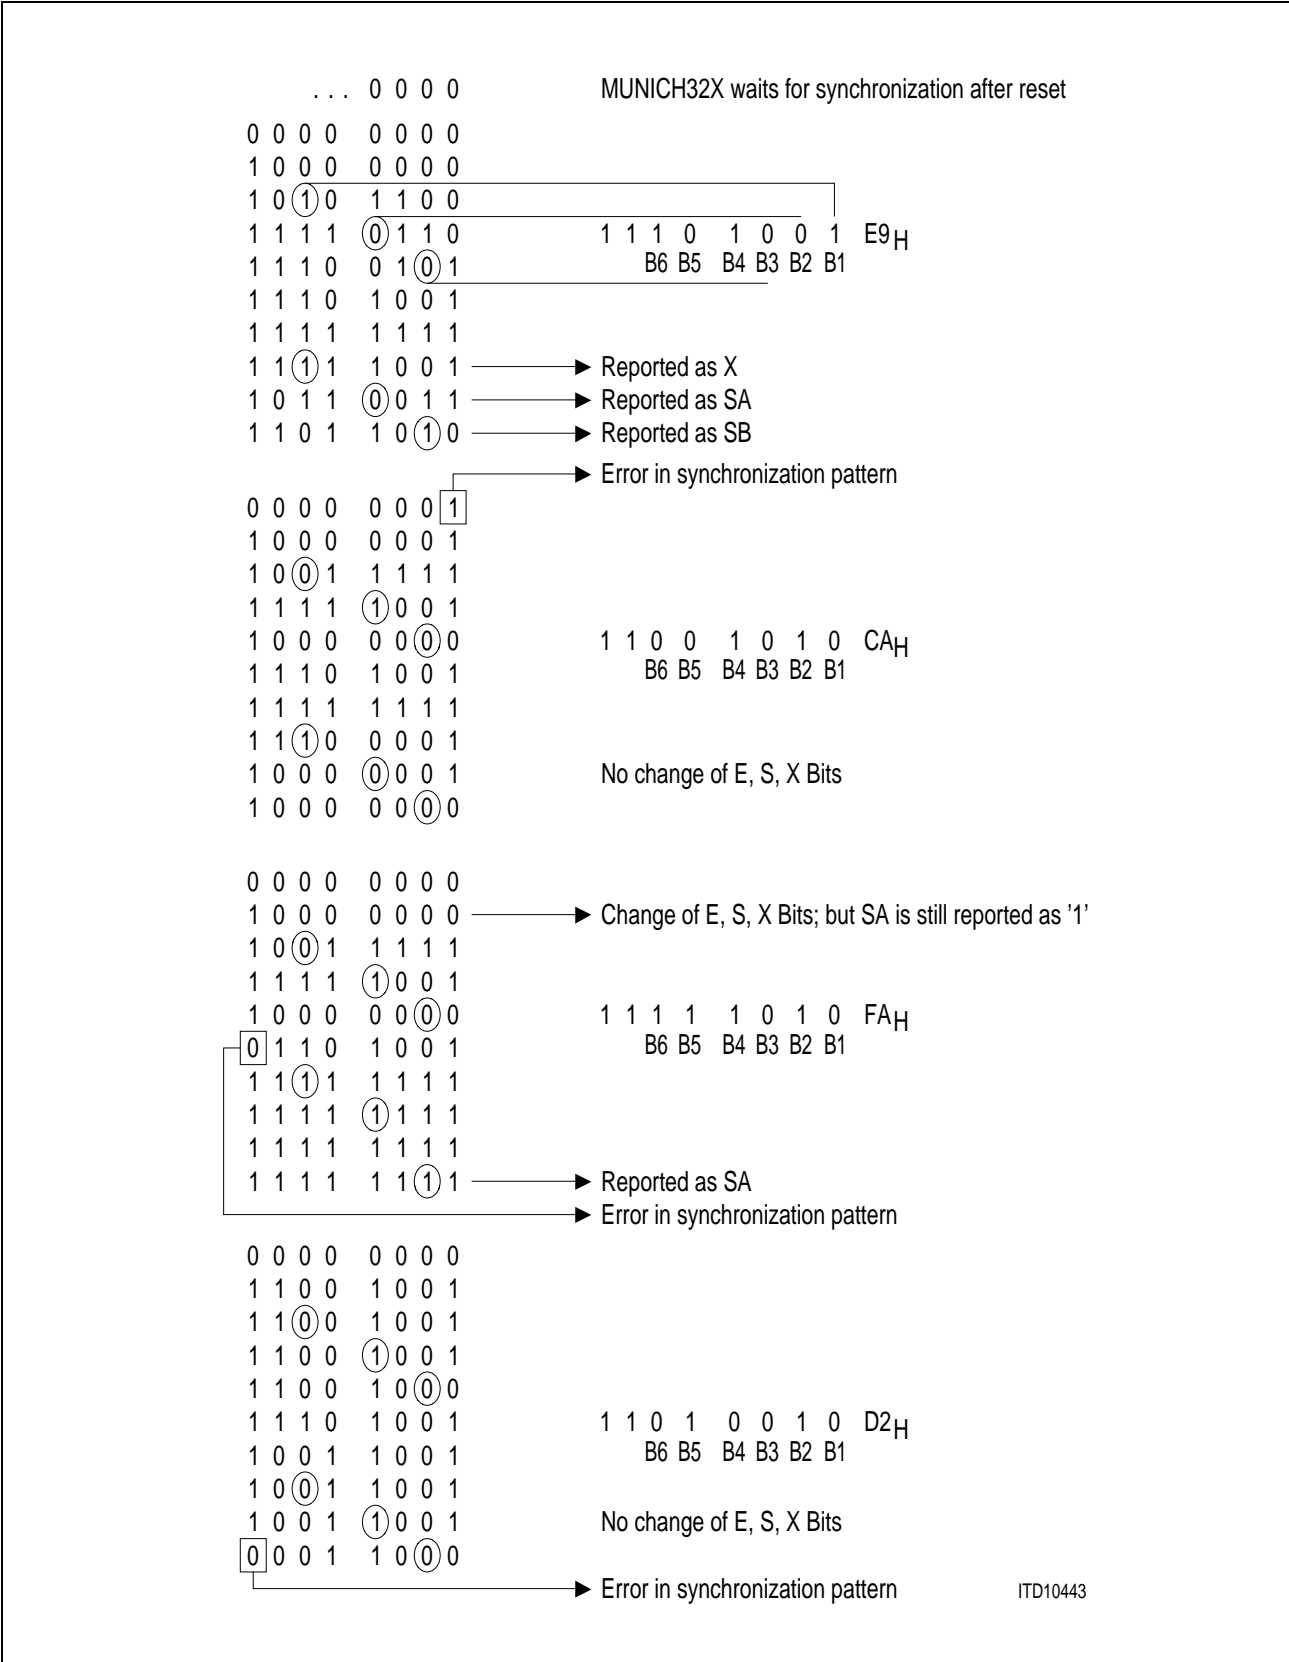 . . . 0 0 0 0 MUNICH32X waits for synchronization after reset
0 0 0 0 0 0 0 0
1 0 0 0 0 0 0 0
1 0 1 0 1 1 0 0
1 1 1 1 0 1 1 0 1 1 1 0 1 0 0 1 E9H
1 1 1 0 0 1 0 1 B6 B5 B4 B3 B2 B1
1 1 1 0 1 0 0 1
1 1 1 1 1 1 1 1
1 1 1 1 1 0 0 1 Reported as X
1 0 1 1 0 0 1 1 Reported as SA
1 1 0 1 1 0 1 0 Reported as SB
Error in synchronization pattern
0 0 0 0 0 0 0 1
1 0 0 0 0 0 0 1
1 0 0 1 1 1 1 1
1 1 1 1 1 0 0 1
1 0 0 0 0 0 0 0 1 1 0 0 1 0 1 0 CAH
1 1 1 0 1 0 0 1 B6 B5 B4 B3 B2 B1
1 1 1 1 1 1 1 1
1 1 1 0 0 0 0 1
1 0 0 0 0 0 0 1 No change of E, S, X Bits
1 0 0 0 0 0 0 0
0 0 0 0 0 0 0 0
1 0 0 0 0 0 0 0 Change of E, S, X Bits; but SA is still reported as ’1’
1 0 0 1 1 1 1 1
1 1 1 1 1 0 0 1
1 0 0 0 0 0 0 0 1 1 1 1 1 0 1 0 FAH
0 1 1 0 1 0 0 1 B6 B5 B4 B3 B2 B1
1 1 1 1 1 1 1 1
1 1 1 1 1 1 1 1
1 1 1 1 1 1 1 1
1 1 1 1 1 1 1 1 Reported as SA
Error in synchronization pattern
0 0 0 0 0 0 0 0
1 1 0 0 1 0 0 1
1 1 0 0 1 0 0 1
1 1 0 0 1 0 0 1
1 1 0 0 1 0 0 0
1 1 1 0 1 0 0 1 1 1 0 1 0 0 1 0 D2H
1 0 0 1 1 0 0 1 B6 B5 B4 B3 B2 B1
1 0 0 1 1 0 0 1
1 0 0 1 1 0 0 1 No change of E, S, X Bits
0 0 0 1 1 0 0 0
Error in synchronization pattern ITD10443